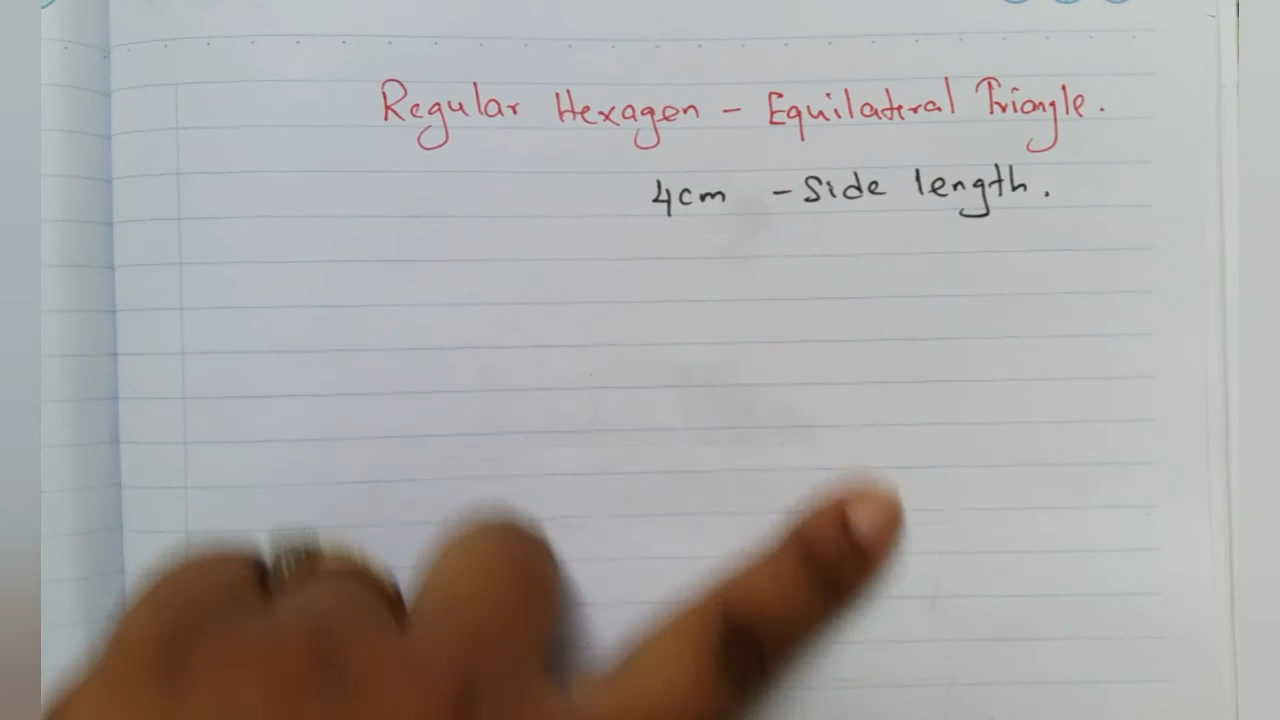 Regular Hexagon - Equilateral Triangle.
4cm - Side length.